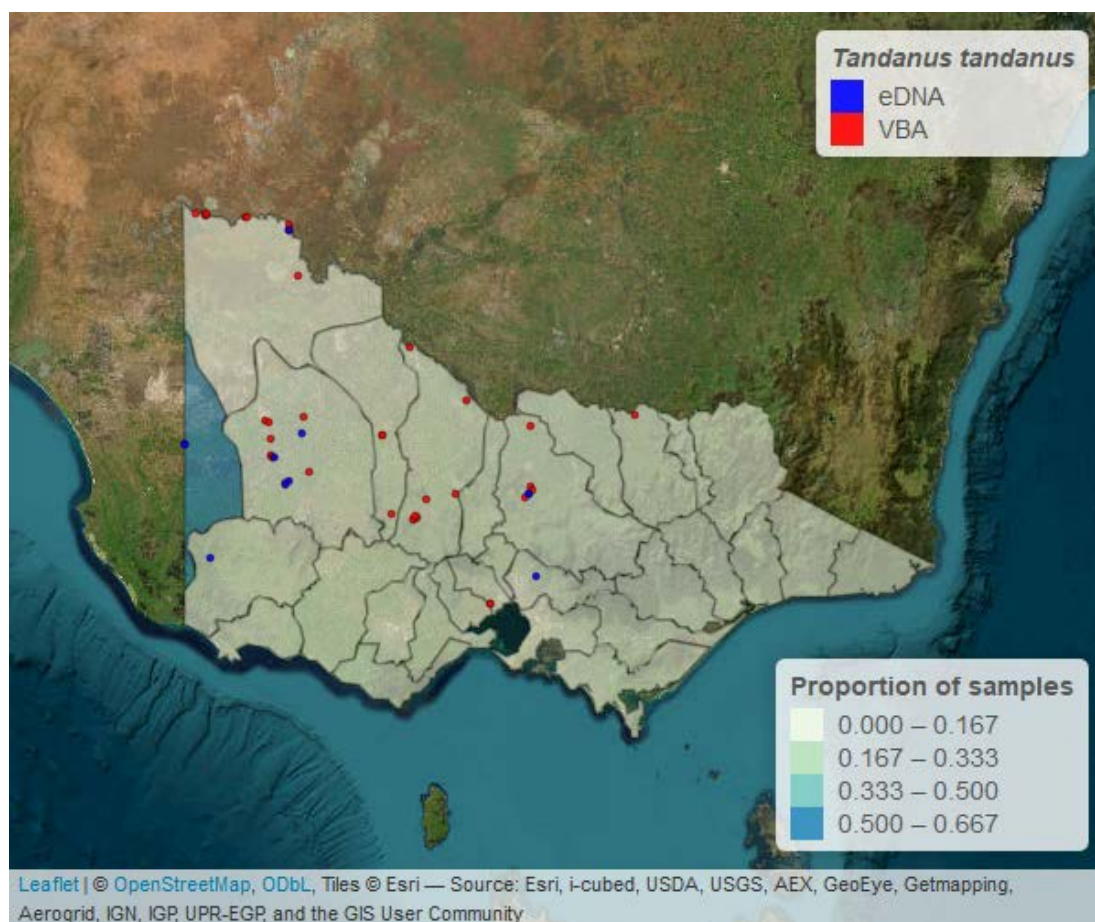 Tandanus tandanus
eDNA
VBA
Proportion of samples
0.000 – 0.167
0.167 – 0.333
0.333 – 0.500
0.500 – 0.667
Leaflet | © OpenStreetMap, ODbL, Tiles © Esri — Source: Esri, i-cubed, USDA, USGS, AEX, GeoEye, Getmapping,
Aerogrid, IGN, IGP, UPR-EGP, and the GIS User Community